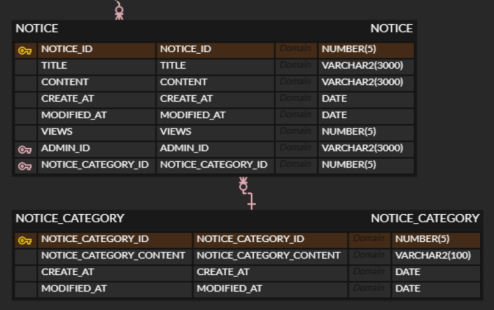 NOTICE NOTICE
NOTICE_ID NOTICE_ID Domain NUMBER(5)
TITLE TITLE Domain VARCHAR2(3000)
CONTENT CONTENT Domain VARCHAR2(3000)
CREATE_AT CREATE_AT Domain DATE
MODIFIED_AT MODIFIED_AT Domain DATE
VIEWS VIEWS Domain NUMBER(5)
ADMIN_ID ADMIN_ID Domain VARCHAR2(3000)
NOTICE_CATEGORY_ID NOTICE_CATEGORY_ID Domain NUMBER(5)
NOTICE_CATEGORY NOTICE_CATEGORY
NOTICE_CATEGORY_ID NOTICE_CATEGORY_ID Domain NUMBER(5)
NOTICE_CATEGORY_CONTENT NOTICE_CATEGORY_CONTENT Domain VARCHAR2(100)
CREATE_AT CREATE_AT Domain DATE
MODIFIED_AT MODIFIED_AT Domain DATE